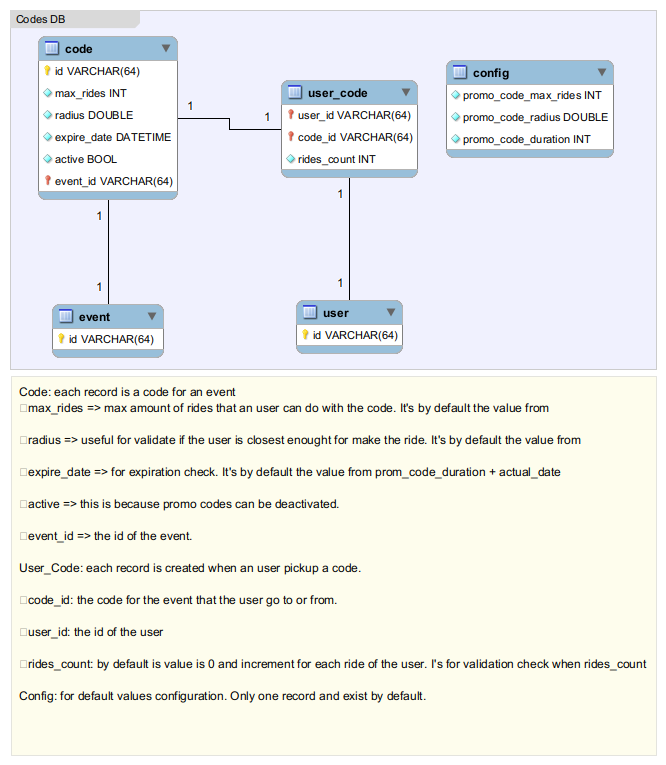 Codes DB
code
id VARCHAR(64)
max_rides INT
radius DOUBLE
expire_date DATETIME
active BOOL
event_id VARCHAR(64)
1
1
user_code
user_id VARCHAR(64)
code_id VARCHAR(64)
rides_count INT
config
promo_code_max_rides INT
promo_code_radius DOUBLE
promo_code_duration INT
1
1
1
1
event
id VARCHAR(64)
user
id VARCHAR(64)
Code: each record is a code for an event
max_rides => max amount of rides that an user can do with the code. It's by default the value from
radius => useful for validate if the user is closest enought for make the ride. It's by default the value from
expire_date => for expiration check. It's by default the value from prom_code_duration + actual_date
active => this is because promo codes can be deactivated.
event_id => the id of the event.
User_Code: each record is created when an user pickup a code.
code_id: the code for the event that the user go to or from.
user_id: the id of the user
rides_count: by default is value is 0 and increment for each ride of the user. I's for validation check when rides_count
Config: for default values configuration. Only one record and exist by default.